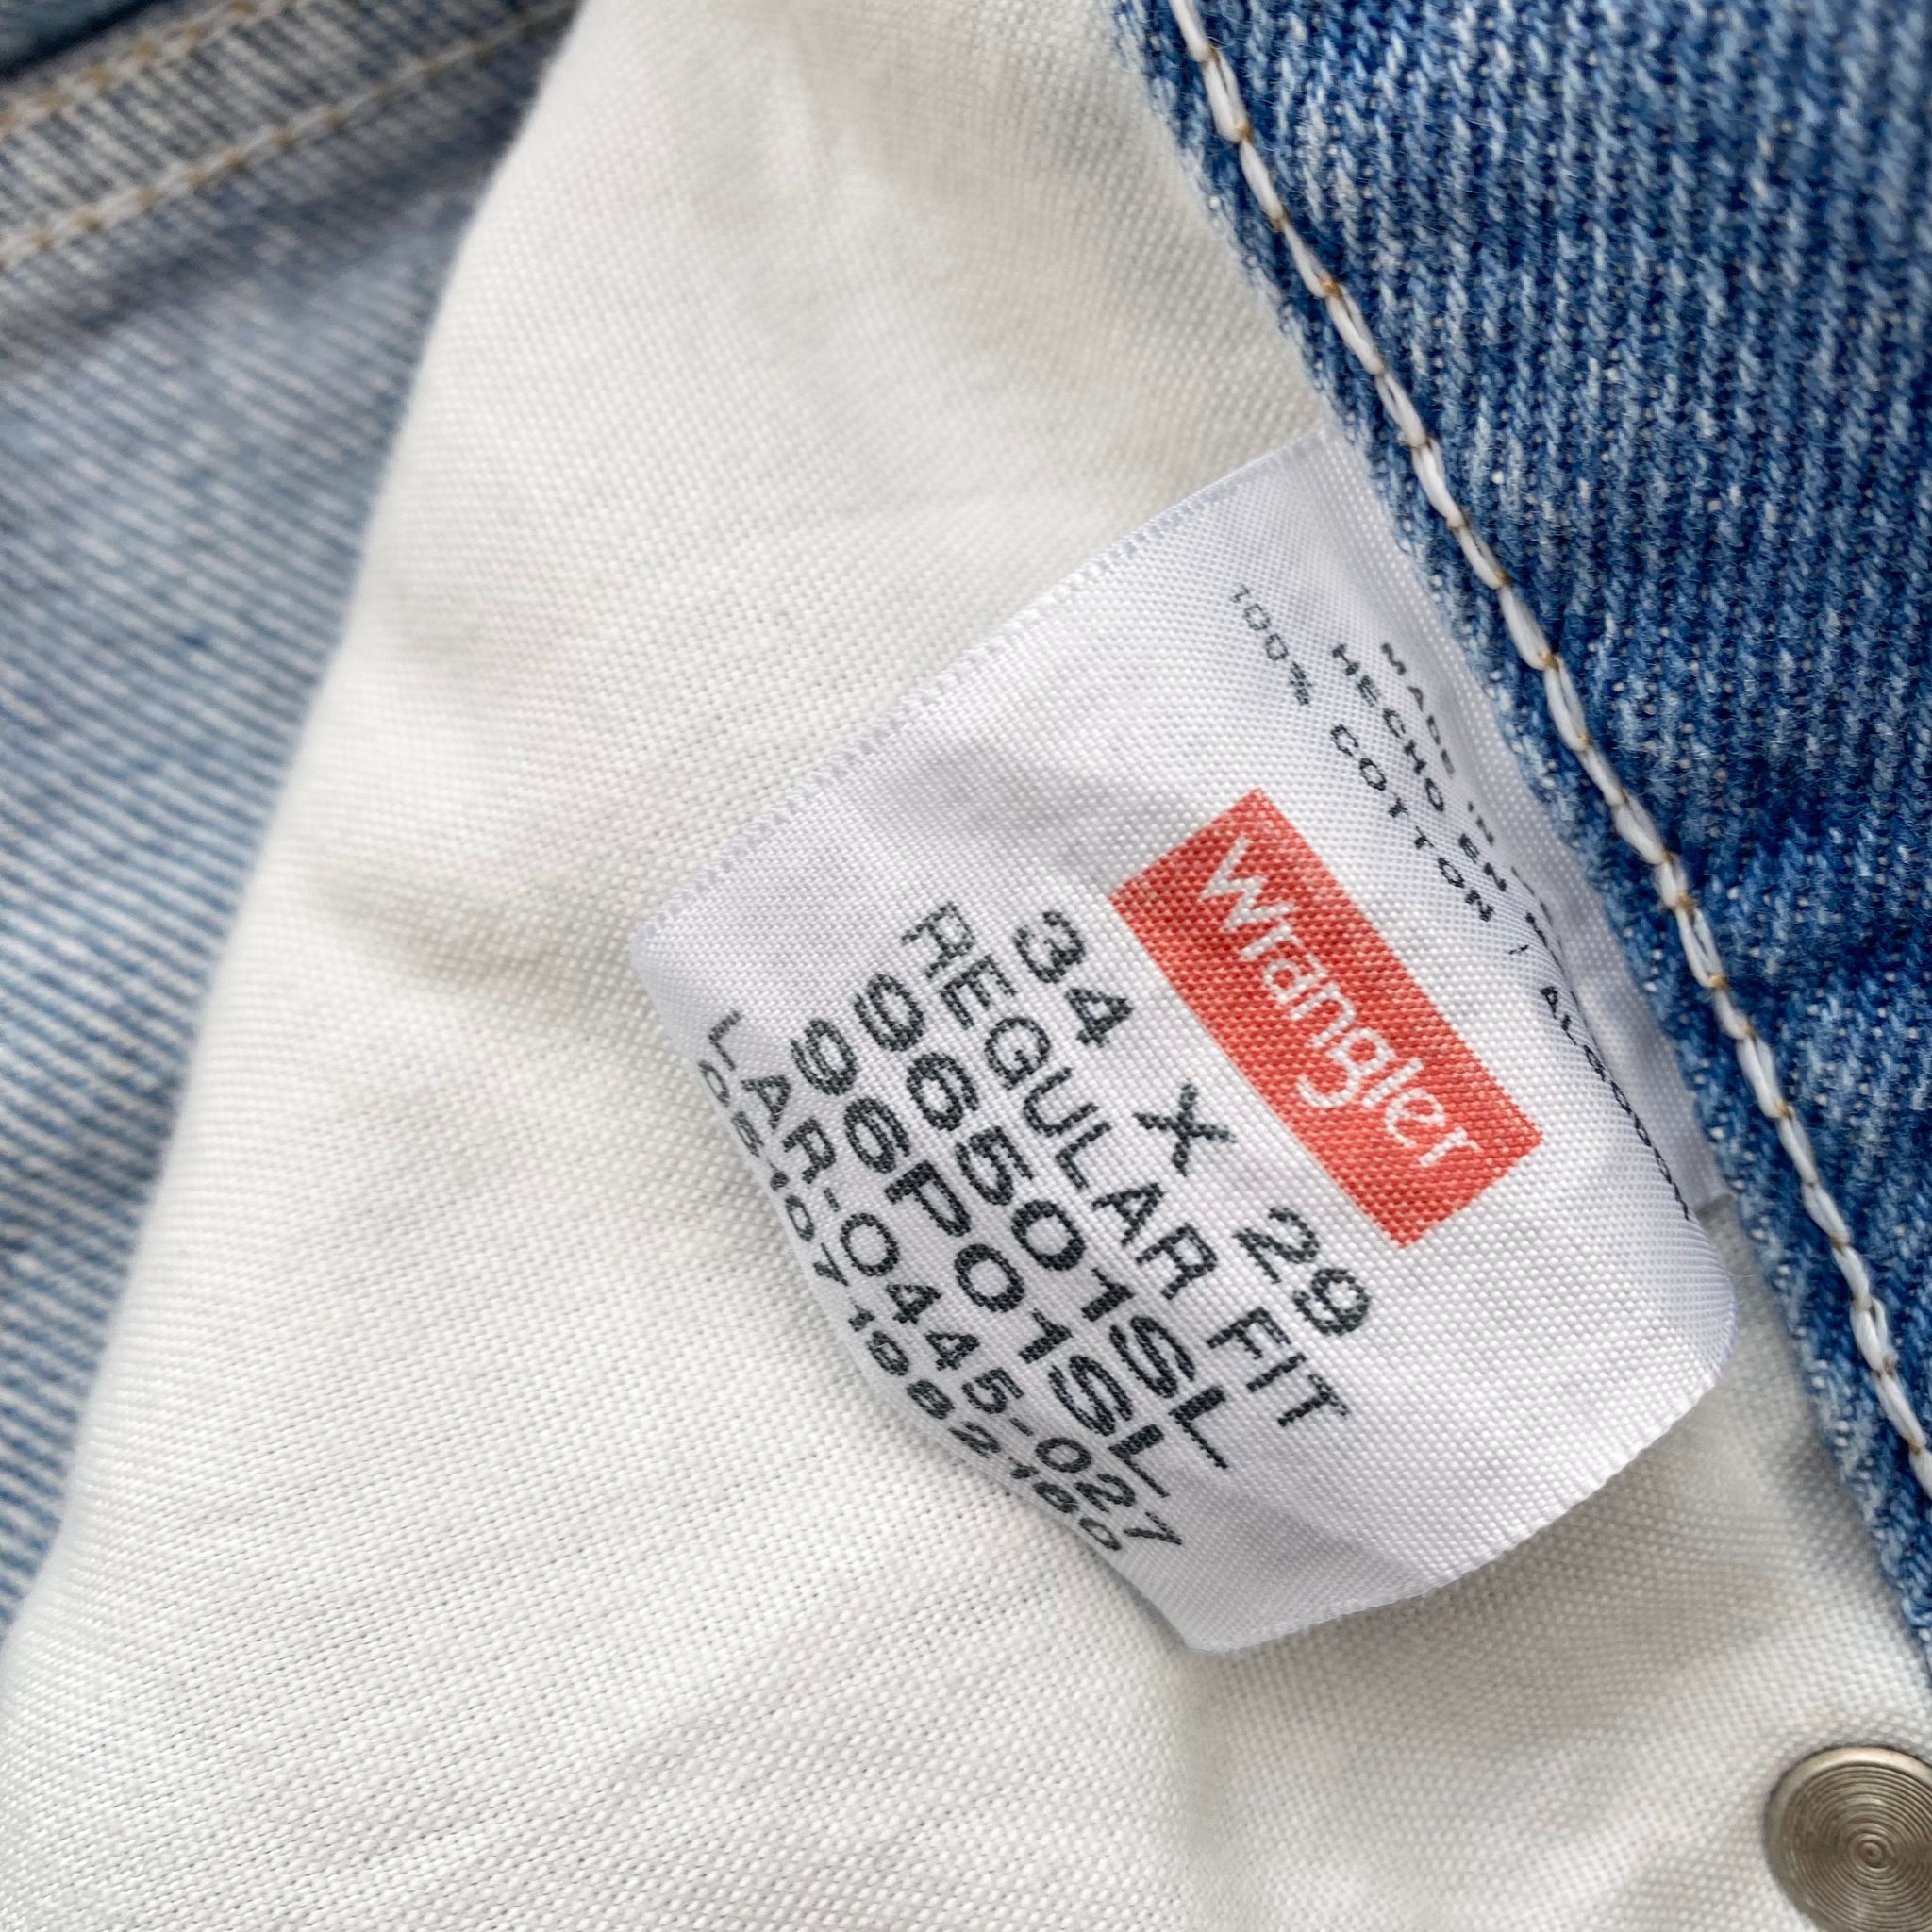 MADE IN
HECHO EN
100% COTTON / ALGODON
Wrangler
34 X 29
REGULAR FIT
96501SL
96P01SL
LAR-0445-027